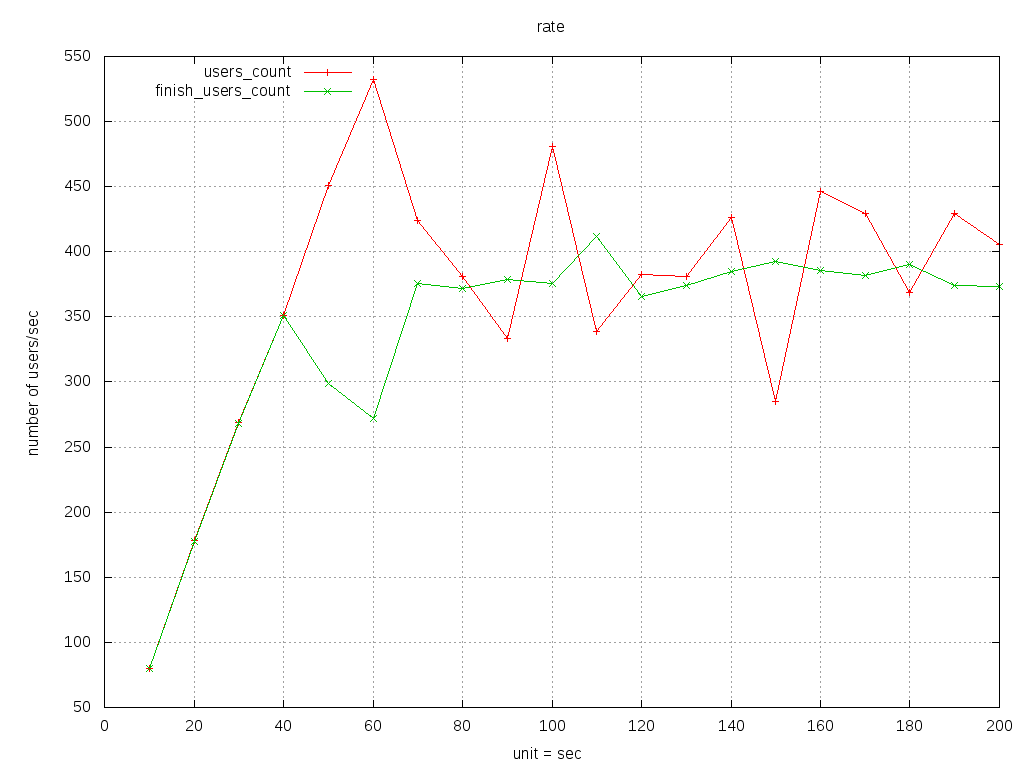 rate
users_count
finish_users_count
550
500
450
400
350
300
250
200
150
100
50
number of users/sec
0 20 40 60 80 100 120 140 160 180 200
unit = sec